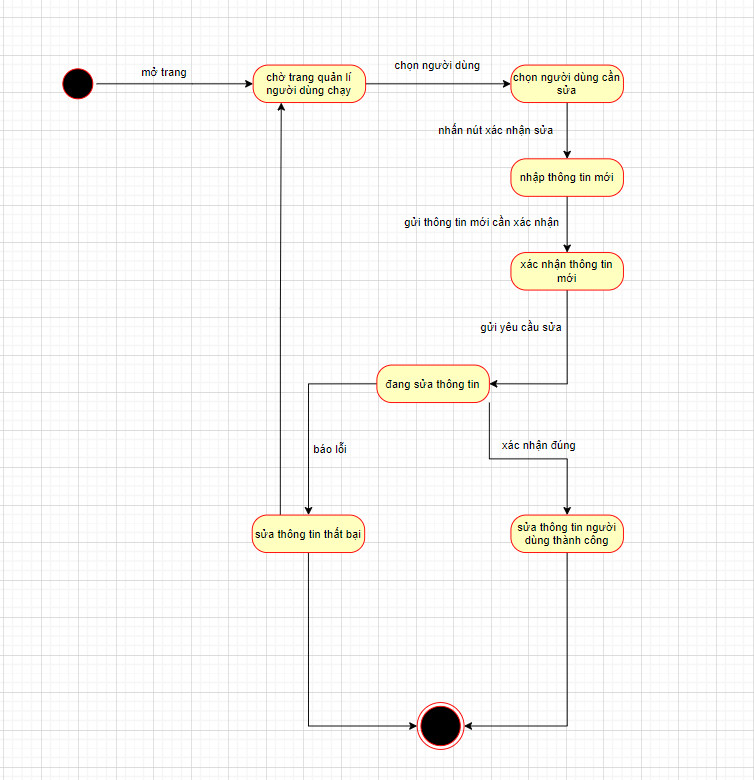 mở trang
chờ trang quản lí
người dùng chạy
chọn người dùng
chọn người dùng cần
sửa
nhấn nút xác nhận sửa
nhập thông tin mới
gửi thông tin mới cần xác nhận
xác nhận thông tin
mới
gửi yêu cầu sửa
đang sửa thông tin
báo lỗi
xác nhận đúng
sửa thông tin thất bại
sửa thông tin người
dùng thành công